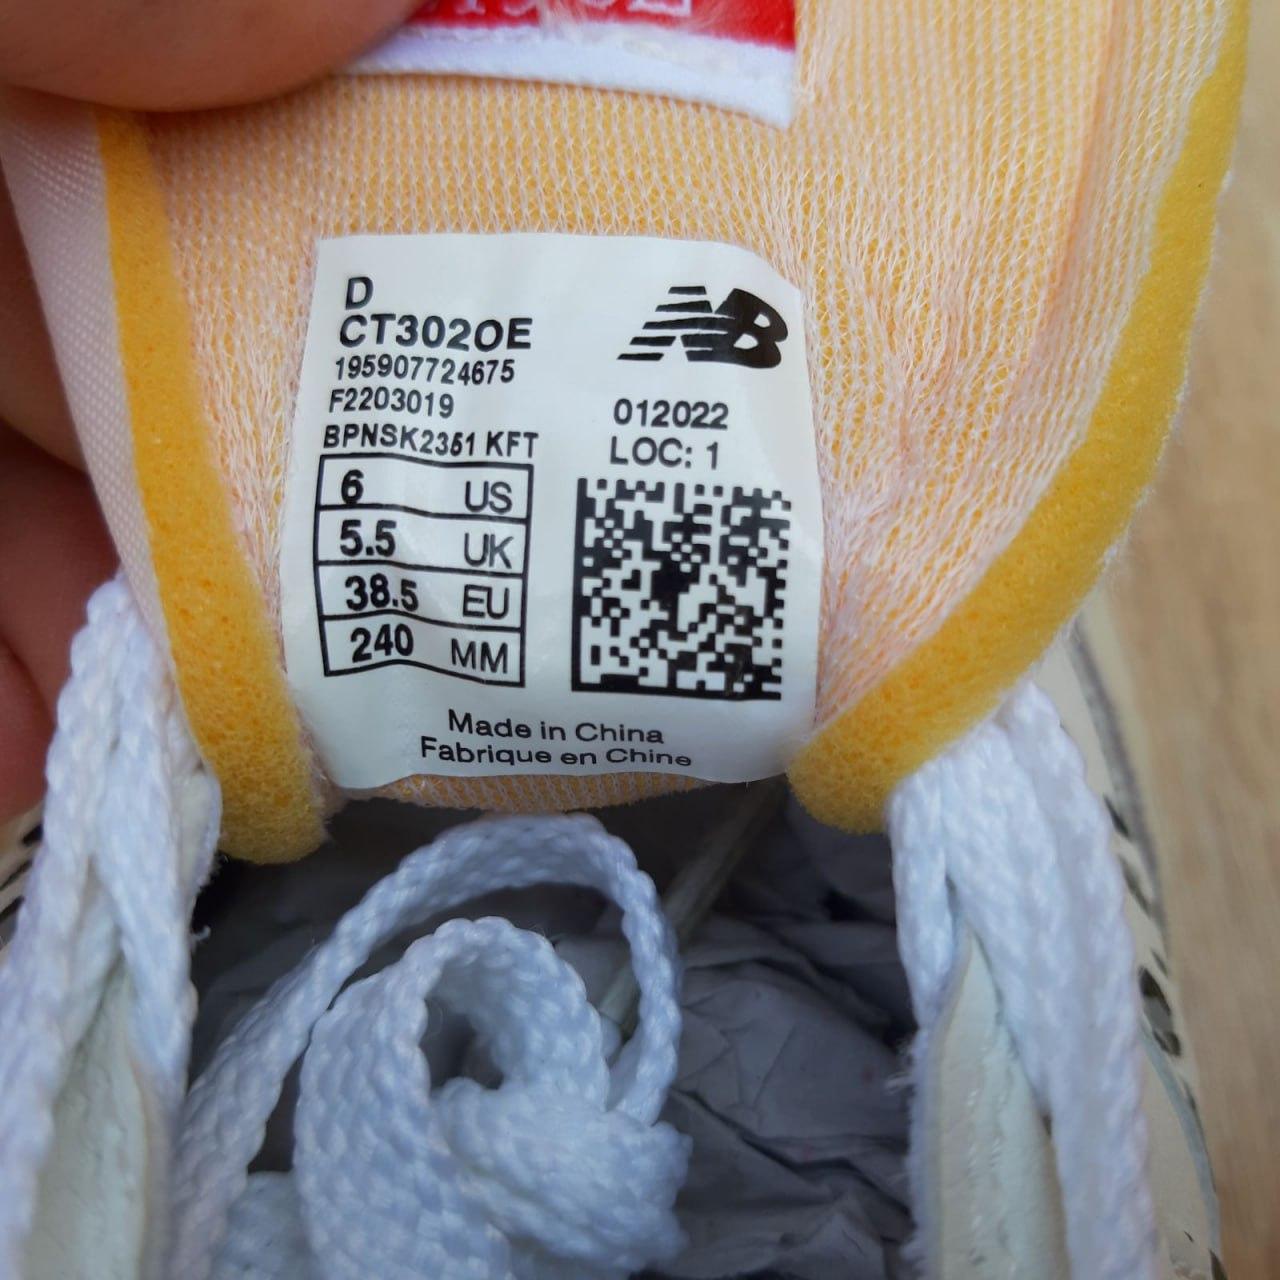 D
CT302OE
195907724675
F2203019
BPNSK2351 KFT
012022
LOC: 1
6 US
5.5 UK
38.5 EU
240 MM
Made in China
Fabrique en Chine